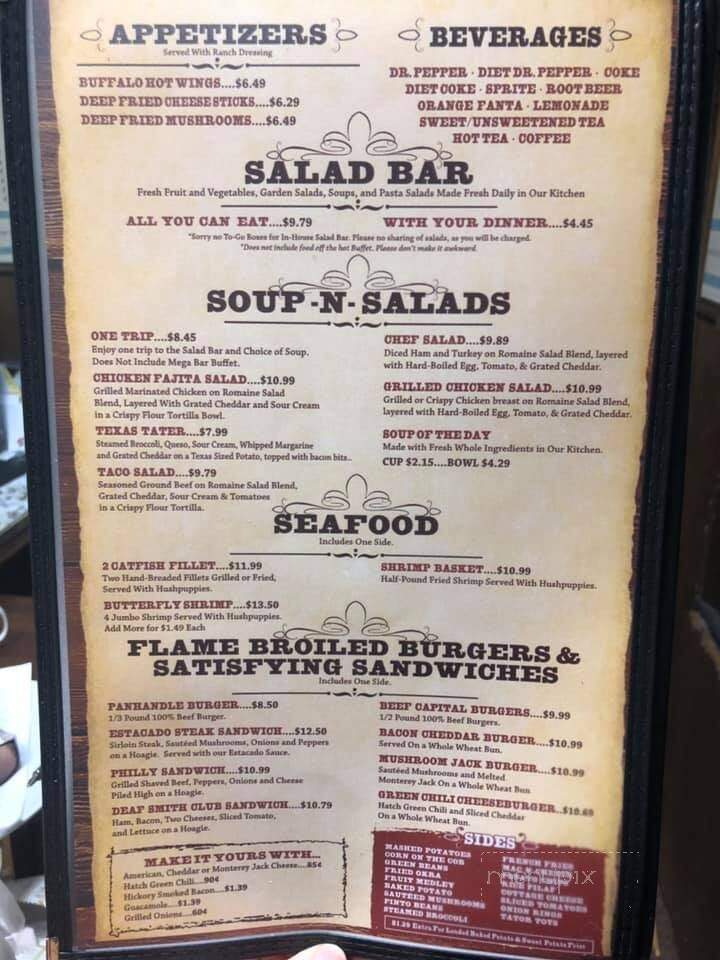 APPETIZERS
Served With Ranch Dressing
BUFFALO HOT WINGS....$6.49
DEEP FRIED CHEESE STICKS....$6.29
DEEP FRIED MUSHROOMS....$6.49
BEVERAGES
DR. PEPPER · DIET DR. PEPPER · COKE
DIET COKE · SPRITE · ROOT BEER
ORANGE FANTA · LEMONADE
SWEET/UNSWEETENED TEA
HOT TEA · COFFEE
SALAD BAR
Fresh Fruit and Vegetables, Garden Salads, Soups, and Pasta Salads Made Fresh Daily in Our Kitchen
ALL YOU CAN EAT....$9.79
WITH YOUR DINNER....$4.45
*Sorry no To-Go Boxes for In-House Salad Bar. Please no sharing of salads, as you will be charged.
*Does not include food off the hot Buffet. Please don't make it awkward.
SOUP -N- SALADS
ONE TRIP....$8.45
Enjoy one trip to the Salad Bar and Choice of Soup.
Does Not Include Mega Bar Buffet.
CHICKEN FAJITA SALAD....$10.99
Grilled Marinated Chicken on Romaine Salad
Blend, Layered With Grated Cheddar and Sour Cream
in a Crispy Flour Tortilla Bowl.
TEXAS TATER....$7.99
Steamed Broccoli, Queso, Sour Cream, Whipped Margarine
and Grated Cheddar on a Texas Sized Potato, topped with bacon bits..
TACO SALAD....$9.79
Seasoned Ground Beef on Romaine Salad Blend,
Grated Cheddar, Sour Cream & Tomatoes
in a Crispy Flour Tortilla.
CHEF SALAD....$9.89
Diced Ham and Turkey on Romaine Salad Blend, layered
with Hard-Boiled Egg, Tomato, & Grated Cheddar.
GRILLED CHICKEN SALAD....$10.99
Grilled or Crispy Chicken breast on Romaine Salad Blend,
layered with Hard-Boiled Egg, Tomato, & Grated Cheddar.
SOUP OF THE DAY
Made with Fresh Whole Ingredients in Our Kitchen.
CUP $2.15....BOWL $4.29
SEAFOOD
Includes One Side.
2 CATFISH FILLET....$11.99
Two Hand-Breaded Fillets Grilled or Fried,
Served With Hushpuppies.
BUTTERFLY SHRIMP....$13.50
4 Jumbo Shrimp Served With Hushpuppies.
Add More for $1.49 Each
SHRIMP BASKET....$10.99
Half-Pound Fried Shrimp Served With Hushpuppies.
FLAME BROILED BURGERS &
SATISFYING SANDWICHES
Includes One Side.
PANHANDLE BURGER....$8.50
1/3 Pound 100% Beef Burger.
ESTACADO STEAK SANDWICH....$12.50
Sirloin Steak, Sautéed Mushrooms, Onions and Peppers
on a Hoagie. Served with our Estacado Sauce.
PHILLY SANDWICH....$10.99
Grilled Shaved Beef, Peppers, Onions and Cheese
Piled High on a Hoagie.
DEAF SMITH CLUB SANDWICH....$10.79
Ham, Bacon, Two Cheeses, Sliced Tomato,
and Lettuce on a Hoagie.
BEEF CAPITAL BURGERS....$9.99
1/2 Pound 100% Beef Burgers.
BACON CHEDDAR BURGER....$10.99
Served On a Whole Wheat Bun.
MUSHROOM JACK BURGER....$10.99
Sautéed Mushrooms and Melted
Monterey Jack On a Whole Wheat Bun
GREEN CHILI CHEESEBURGER..$10.69
Hatch Green Chili and Sliced Cheddar
On a Whole Wheat Bun.
MAKE IT YOURS WITH...
American, Cheddar or Monterey Jack Cheese....85¢
Hatch Green Chili....90¢
Hickory Smoked Bacon....$1.39
Guacamole....$1.39
Grilled Onions....60¢
SIDES
MASHED POTATOES
CORN ON THE COB
GREEN BEANS
FRIED OKRA
FRUIT MEDLEY
BAKED POTATO
SAUTEED MUSHROOMS
PINTO BEANS
STEAMED BROCCOLI
FRENCH FRIES
MAC N CHEESE
RICE PILAF
COTTAGE CHEESE
SLICED TOMATOES
ONION RINGS
TATOR TOTS
$1.29 Extra For Loaded Baked Potato & Sweet Potato Fries